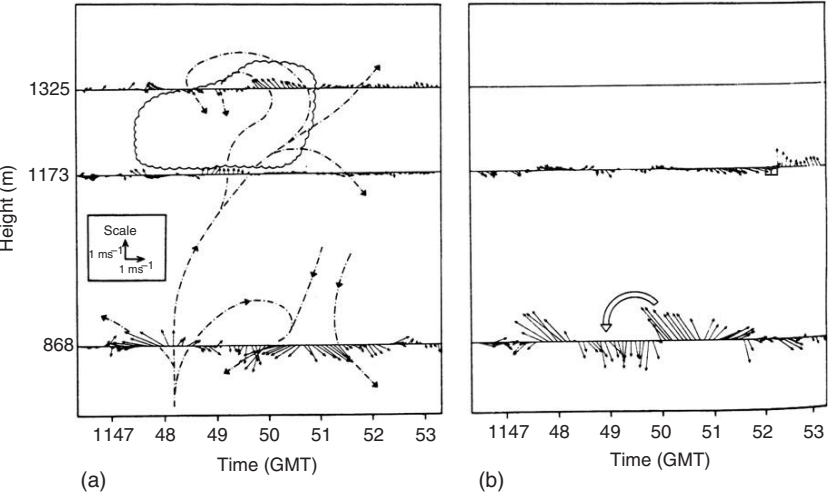 Height (m)
1325
1173
868
Scale
1 ms⁻¹
1 ms⁻¹
1147 48 49 50 51 52 53
Time (GMT)
(a)
1147 48 49 50 51 52 53
Time (GMT)
(b)